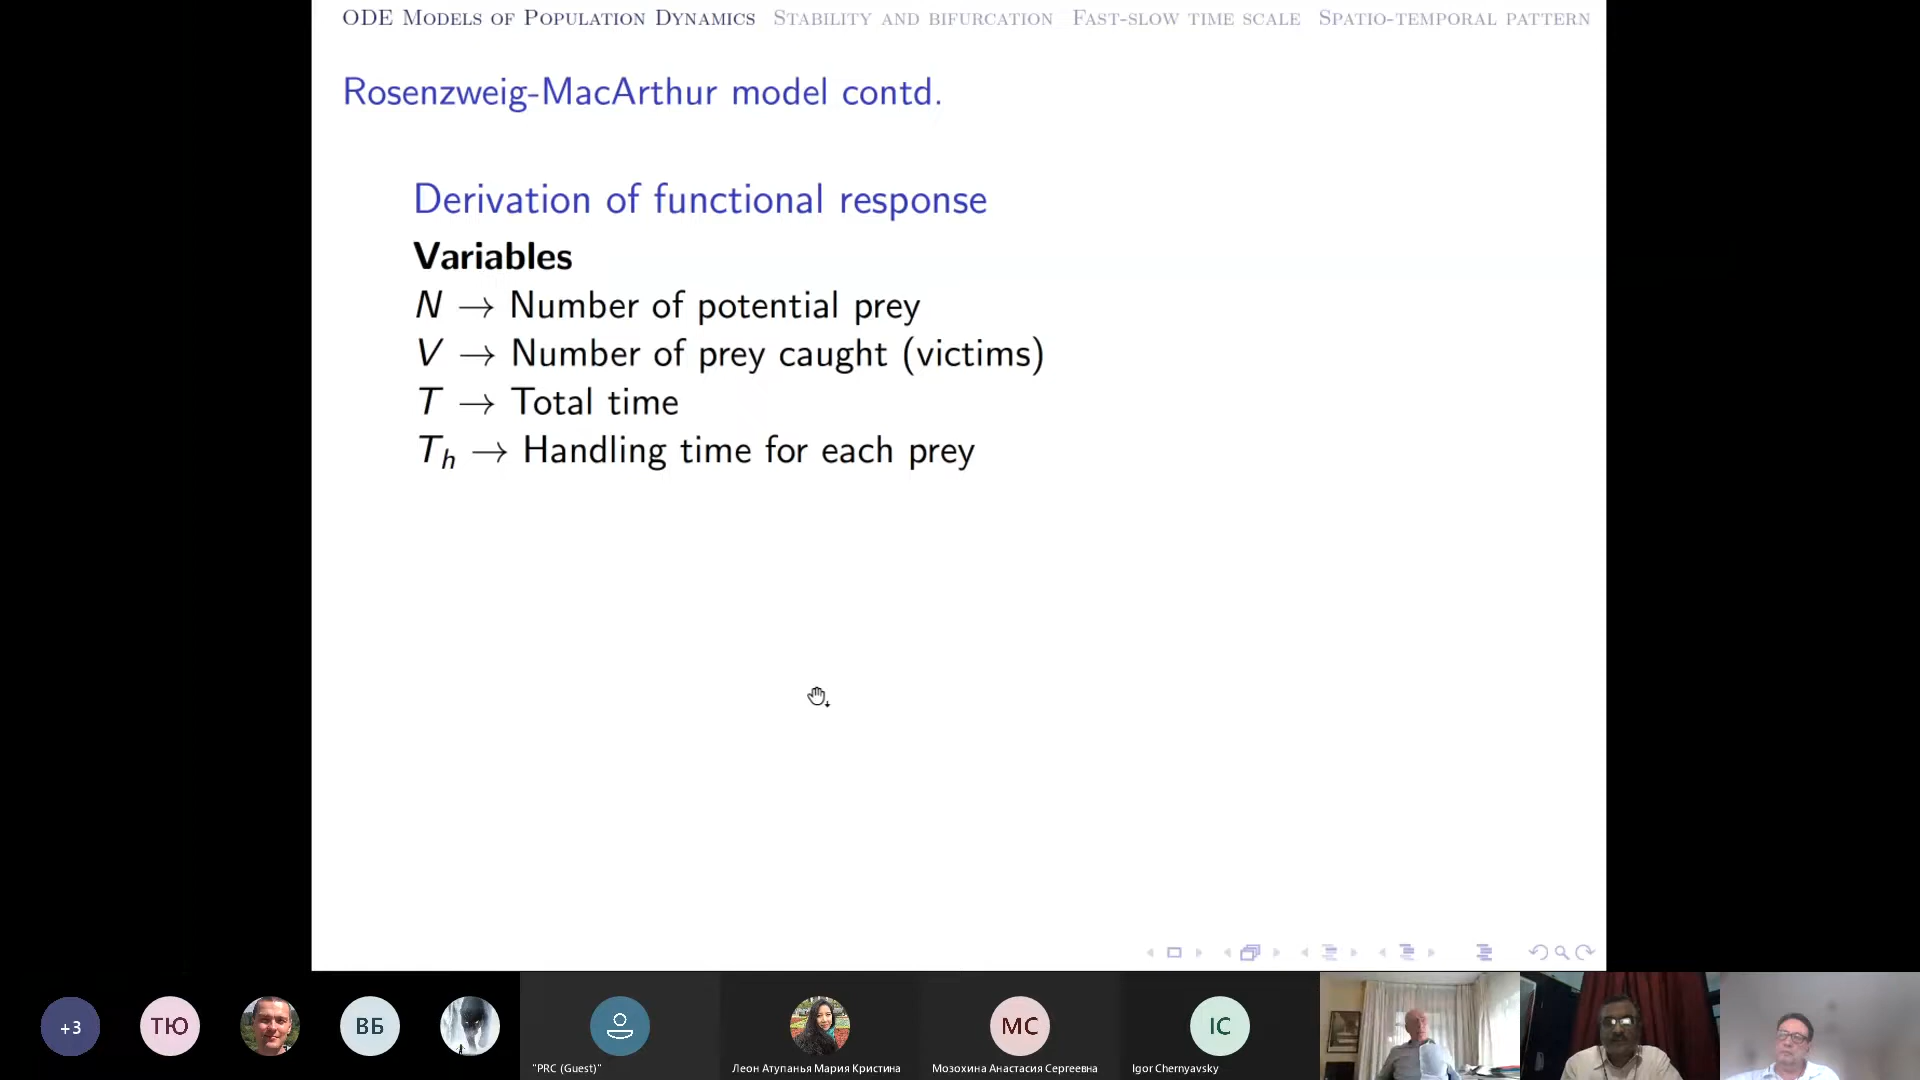 ODE Models of Population Dynamics Stability and bifurcation Fast-slow time scale Spatio-temporal pattern
Rosenzweig-MacArthur model contd.
Derivation of functional response
Variables
N → Number of potential prey
V → Number of prey caught (victims)
T → Total time
T_h → Handling time for each prey
+3
ТЮ
ВБ
МС
IC
"PRC (Guest)"
Леон Атупанья Мария Кристина
Мозохина Анастасия Сергеевна
Igor Chernyavsky